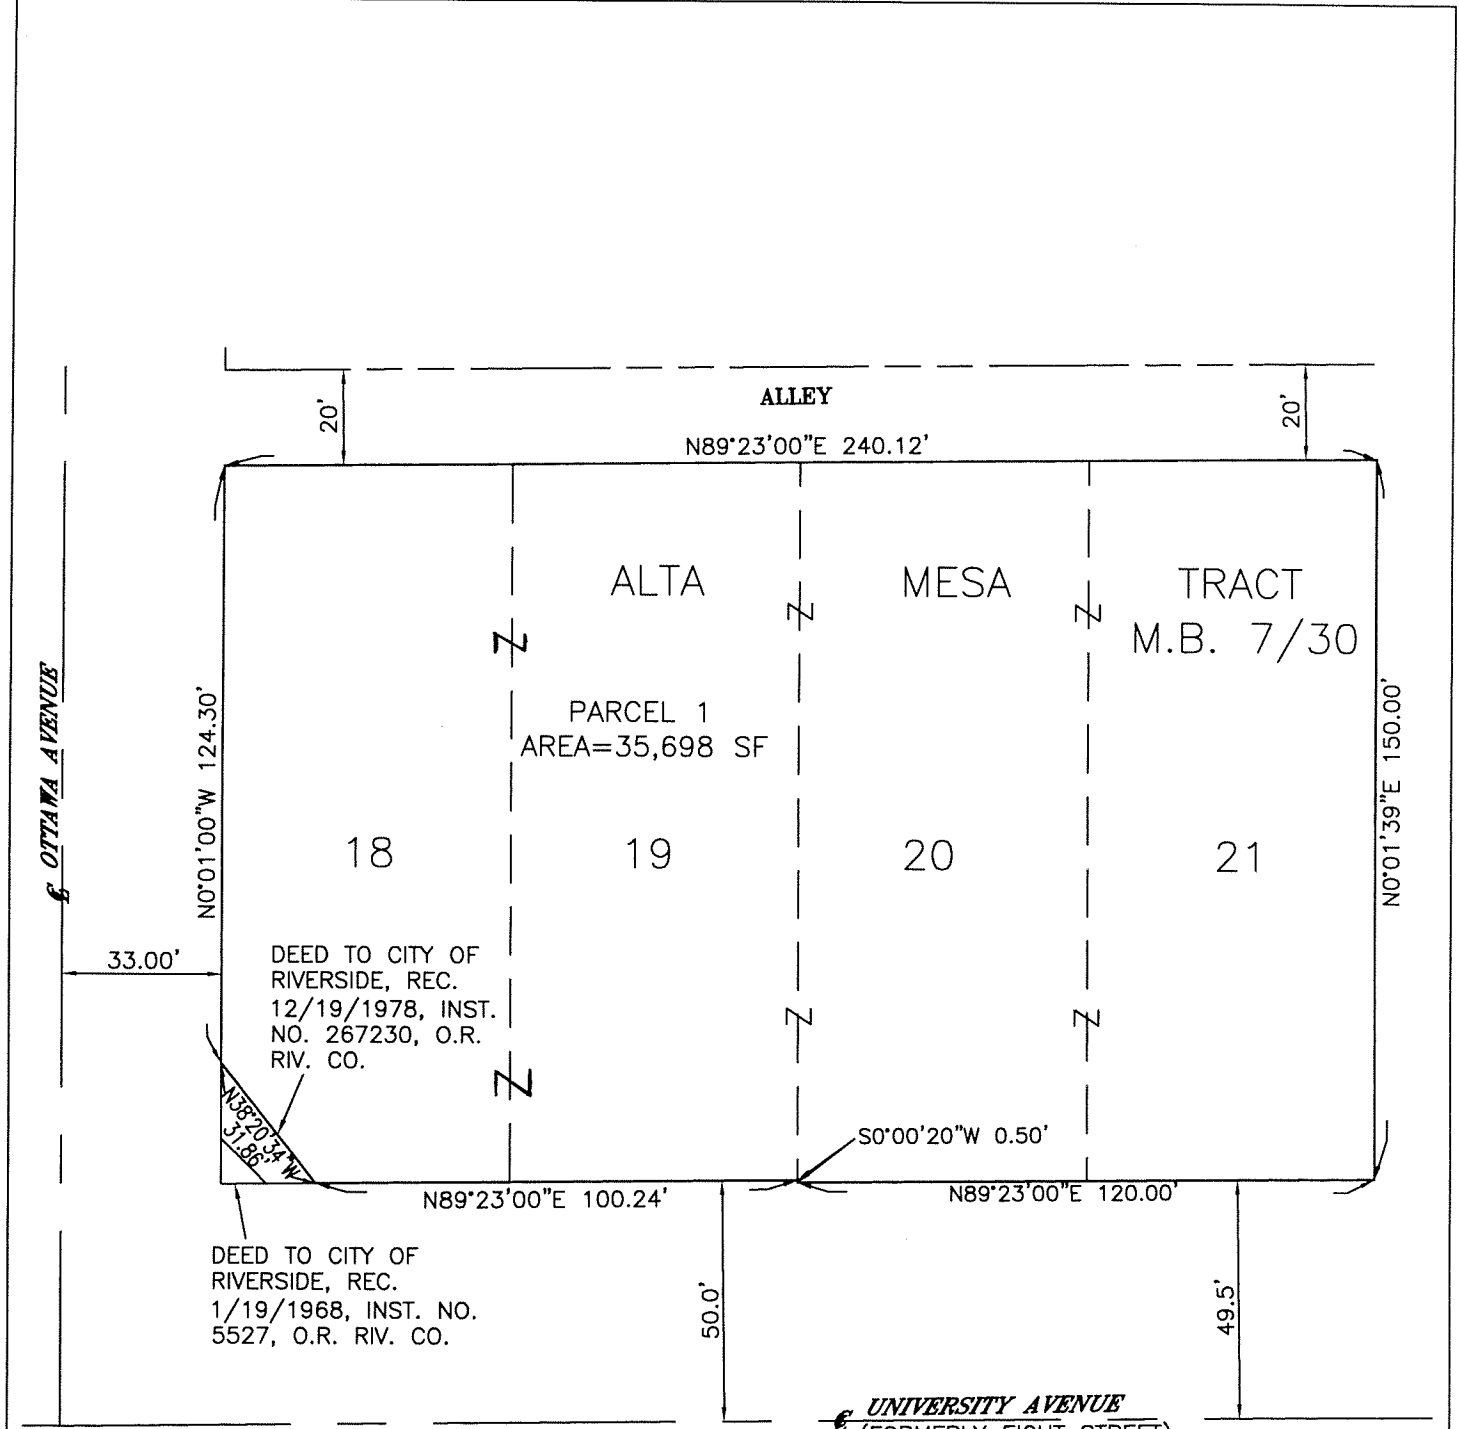 ALLEY
20'
20'
N89°23'00"E 240.12'
ALTA
MESA
TRACT
M.B. 7/30
PARCEL 1
AREA=35,698 SF
N0°01'00"W 124.30'
N0°01'39"E 150.00'
℄ OTTAWA AVENUE
18
19
20
21
33.00'
DEED TO CITY OF
RIVERSIDE, REC.
12/19/1978, INST.
NO. 267230, O.R.
RIV. CO.
N38°20'34"W
31.86'
S0°00'20"W 0.50'
N89°23'00"E 100.24'
N89°23'00"E 120.00'
DEED TO CITY OF
RIVERSIDE, REC.
1/19/1968, INST. NO.
5527, O.R. RIV. CO.
50.0'
49.5'
℄ UNIVERSITY AVENUE
(FORMERLY EIGHT STREET)